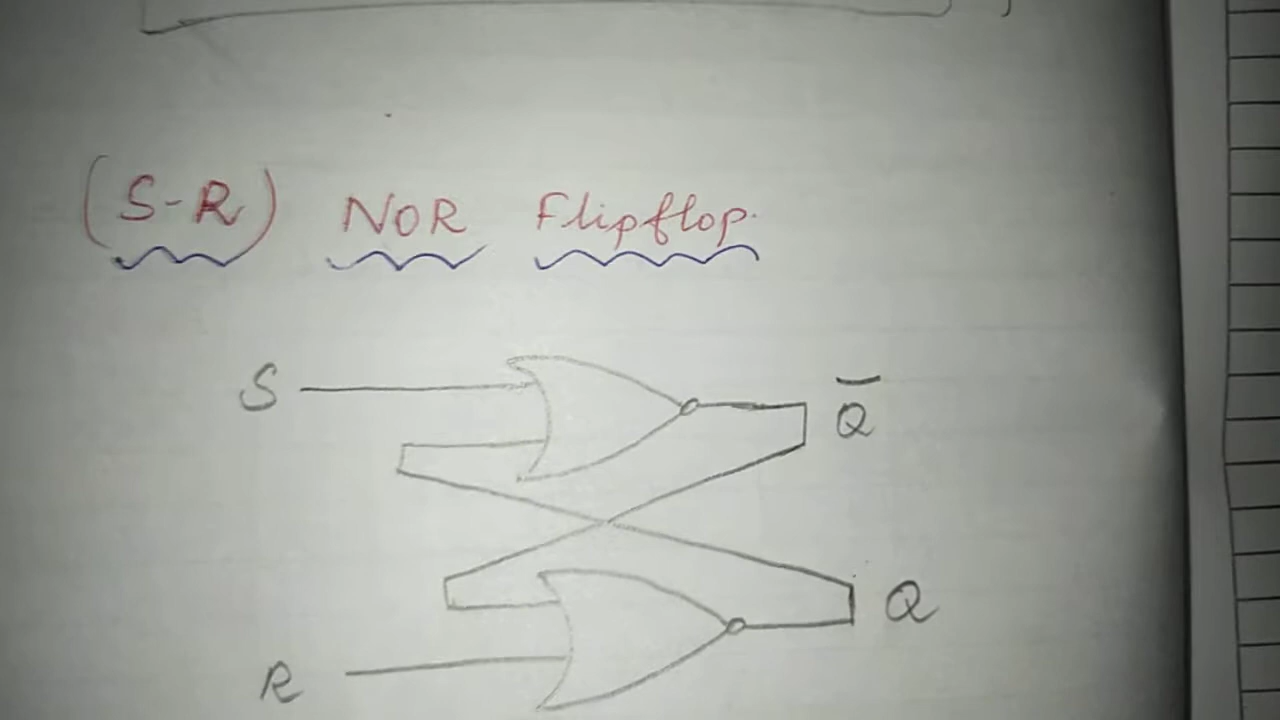 (S-R) NOR Flipflop.
S
Q̅
Q
R